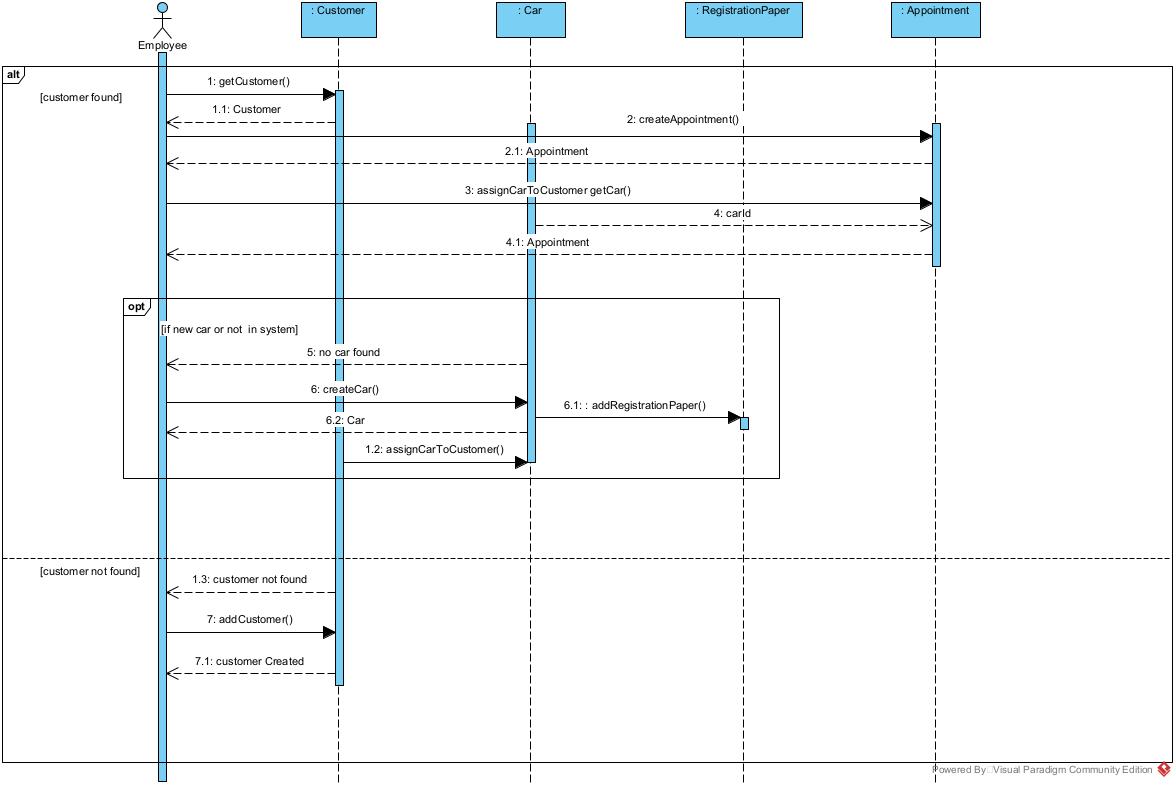 : Customer
: Car
: RegistrationPaper
: Appointment
Employee
alt
1: getCustomer()
[customer found]
1.1: Customer
2: createAppointment()
2.1: Appointment
3: assignCarToCustomer getCar()
4: carId
4.1: Appointment
opt
[if new car or not in system]
5: no car found
6: createCar()
6.1: : addRegistrationPaper()
6.2: Car
1.2: assignCarToCustomer()
[customer not found]
1.3: customer not found
7: addCustomer()
7.1: customer Created
Powered By Visual Paradigm Community Edition